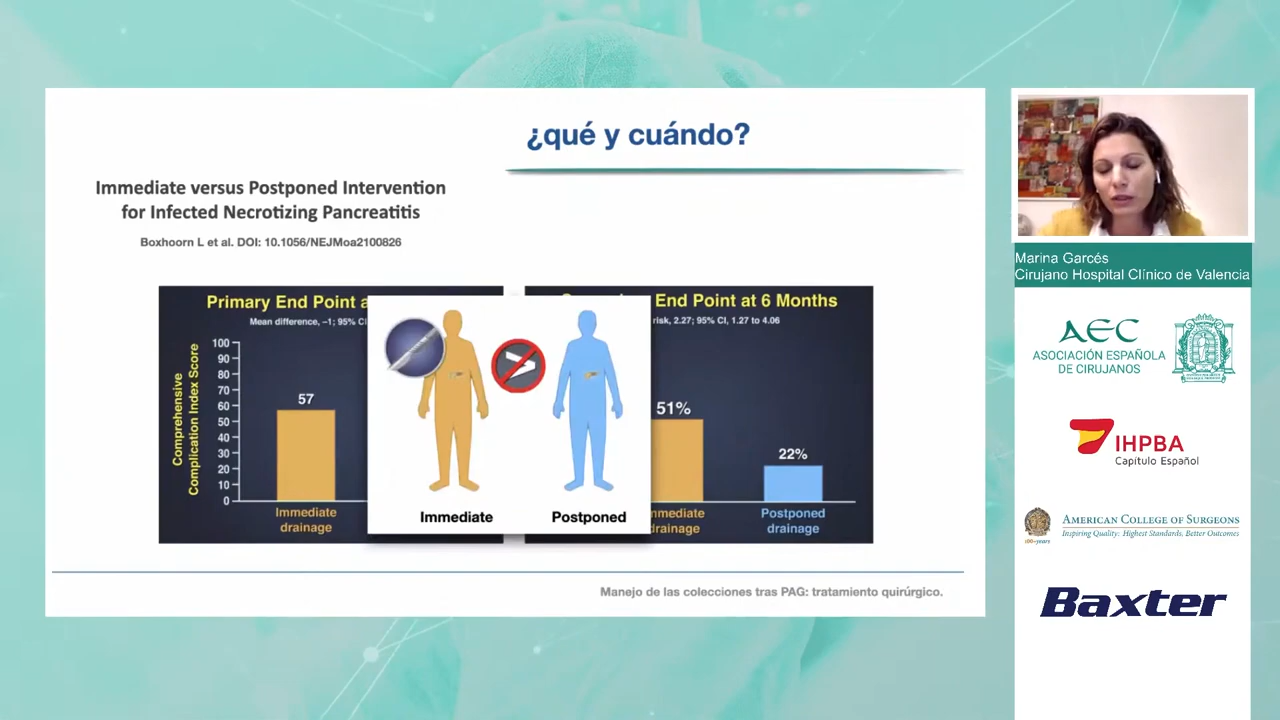 ¿qué y cuándo?
Immediate versus Postponed Intervention
for Infected Necrotizing Pancreatitis
Boxhoorn L et al. DOI: 10.1056/NEJMoa2100826
Primary End Point a
Mean difference, –1; 95% CI
Comprehensive
Complication Index Score
100
90
80
70
60
50
40
30
20
10
0
57
Immediate
drainage
Immediate
Postponed
End Point at 6 Months
risk, 2.27; 95% CI, 1.27 to 4.06
51%
22%
mmediate
drainage
Postponed
drainage
Manejo de las colecciones tras PAG: tratamiento quirúrgico.
Marina Garcés
Cirujano Hospital Clínico de Valencia
AEC
ASOCIACIÓN ESPAÑOLA
DE CIRUJANOS
IHPBA
Capítulo Español
AMERICAN COLLEGE OF SURGEONS
Inspiring Quality: Highest Standards, Better Outcomes
100+years
Baxter